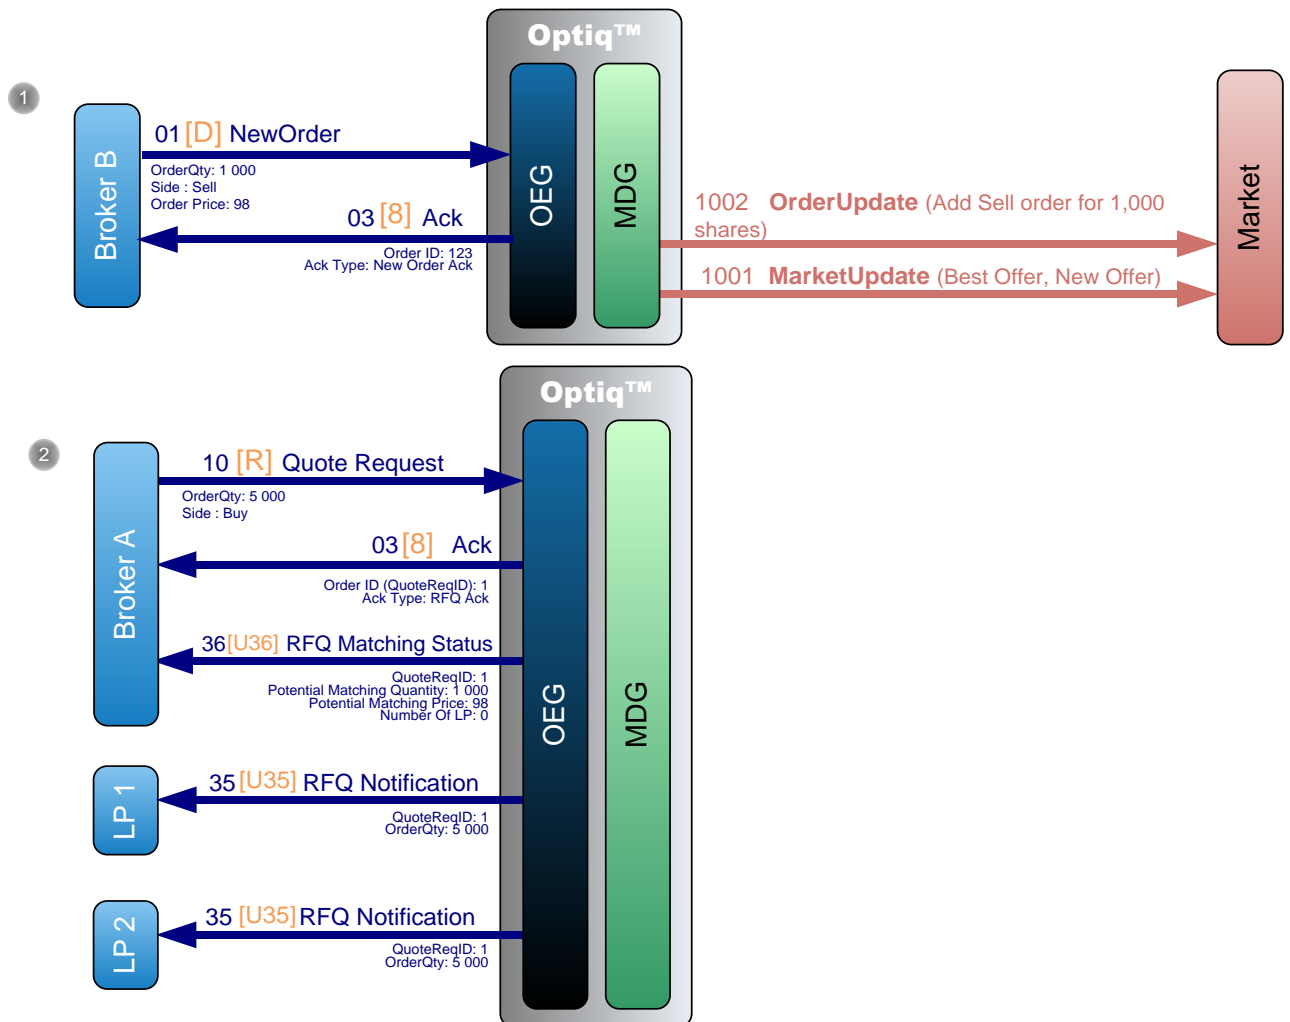 Optiq™
1
Broker B
01 [D] NewOrder
OrderQty: 1 000
Side : Sell
Order Price: 98
03 [8] Ack
Order ID: 123
Ack Type: New Order Ack
OEG
MDG
1002 OrderUpdate (Add Sell order for 1,000
shares)
1001 MarketUpdate (Best Offer, New Offer)
Market
Optiq™
2
Broker A
10 [R] Quote Request
OrderQty: 5 000
Side : Buy
03 [8] Ack
Order ID (QuoteReqID): 1
Ack Type: RFQ Ack
36 [U36] RFQ Matching Status
QuoteReqID: 1
Potential Matching Quantity: 1 000
Potential Matching Price: 98
Number Of LP: 0
OEG
MDG
LP 1
35 [U35] RFQ Notification
QuoteReqID: 1
OrderQty: 5 000
LP 2
35 [U35] RFQ Notification
QuoteReqID: 1
OrderQty: 5 000